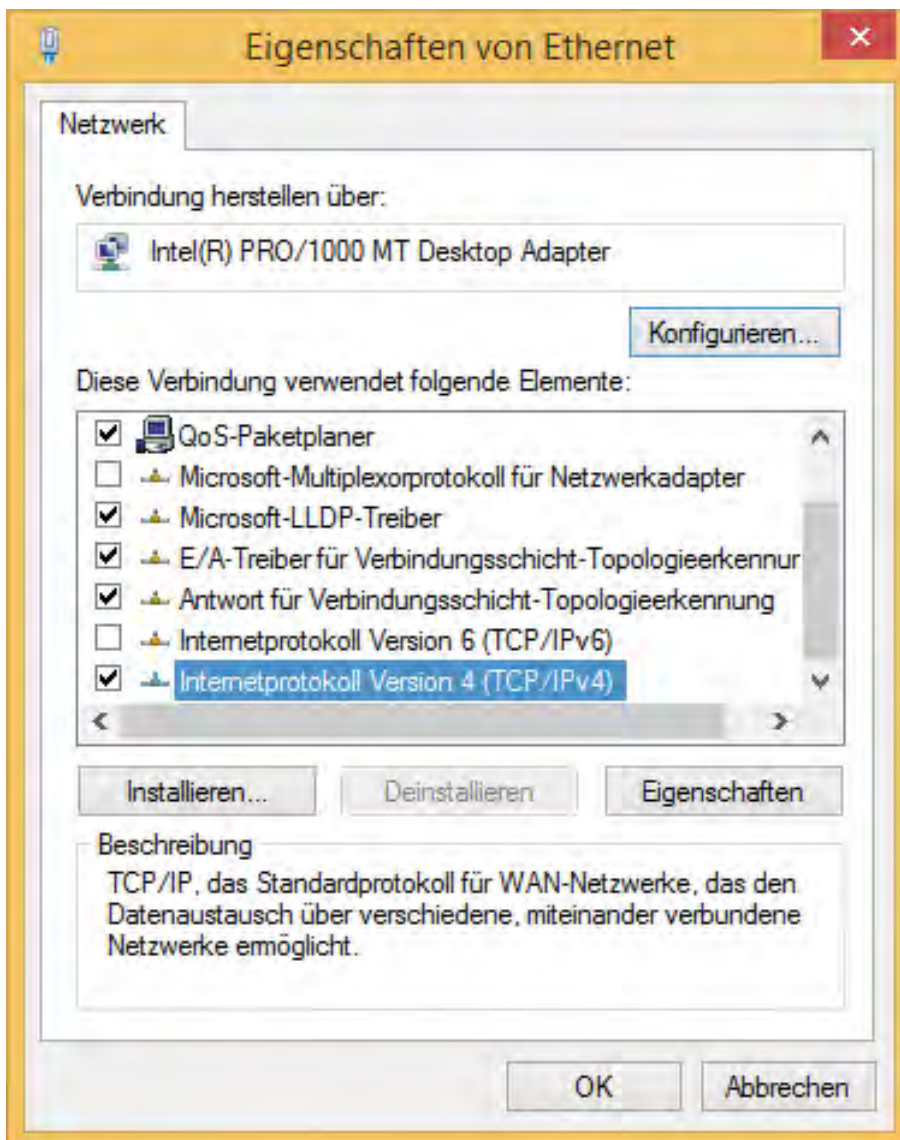 Eigenschaften von Ethernet
Netzwerk
Verbindung herstellen über:
Intel(R) PRO/1000 MT Desktop Adapter
Konfigurieren...
Diese Verbindung verwendet folgende Elemente:
QoS-Paketplaner
Microsoft-Multiplexorprotokoll für Netzwerkadapter
Microsoft-LLDP-Treiber
E/A-Treiber für Verbindungsschicht-Topologieerkennur
Antwort für Verbindungsschicht-Topologieerkennung
Internetprotokoll Version 6 (TCP/IPv6)
Internetprotokoll Version 4 (TCP/IPv4)
Installieren... Deinstallieren Eigenschaften
Beschreibung
TCP/IP, das Standardprotokoll für WAN-Netzwerke, das den
Datenaustausch über verschiedene, miteinander verbundene
Netzwerke ermöglicht.
OK Abbrechen